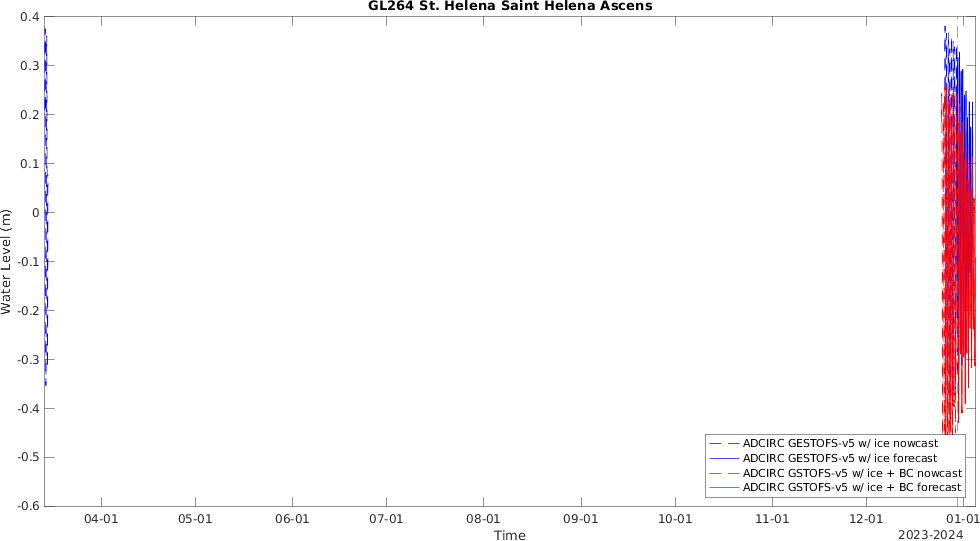 GL264 St. Helena Saint Helena Ascens
0.4
0.3
0.2
0.1
0
-0.1
-0.2
-0.3
-0.4
-0.5
-0.6
Water Level (m)
ADCIRC GESTOFS-v5 w/ ice nowcast
ADCIRC GESTOFS-v5 w/ ice forecast
ADCIRC GSTOFS-v5 w/ ice + BC nowcast
ADCIRC GSTOFS-v5 w/ ice + BC forecast
04-01 05-01 06-01 07-01 08-01 09-01 10-01 11-01 12-01 01-01
Time
2023-2024